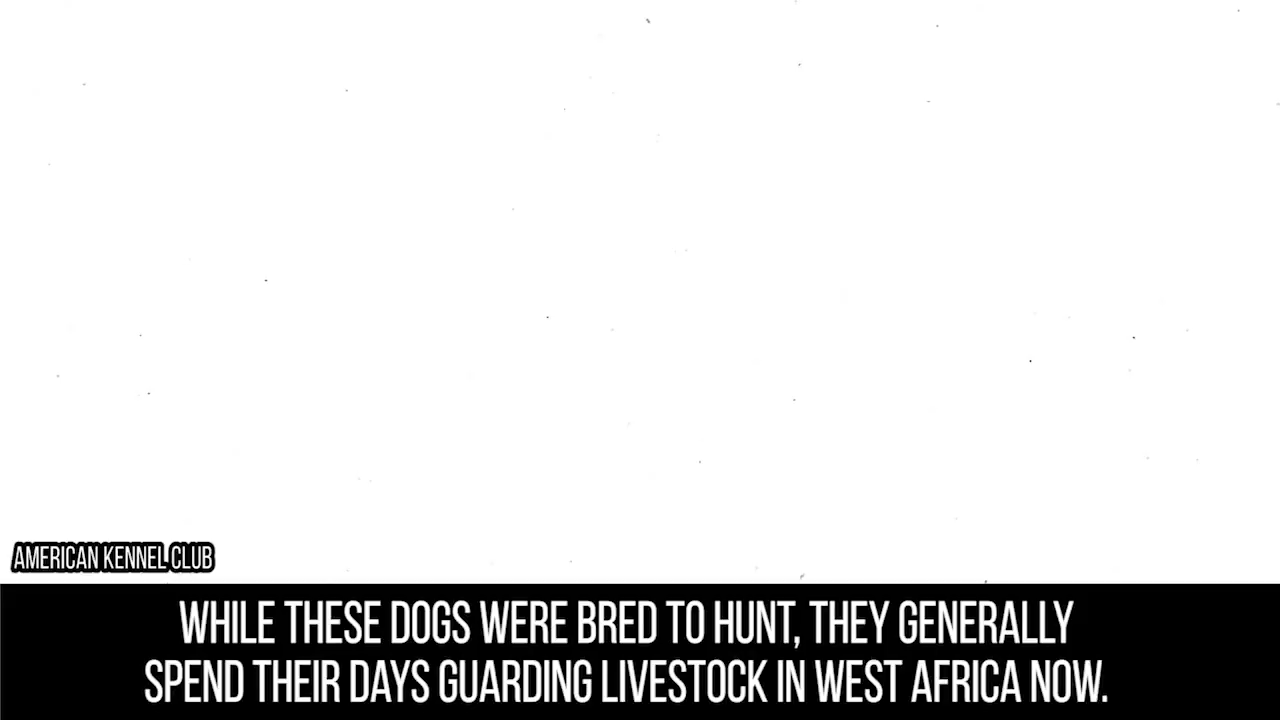 AMERICAN KENNEL CLUB
WHILE THESE DOGS WERE BRED TO HUNT, THEY GENERALLY
SPEND THEIR DAYS GUARDING LIVESTOCK IN WEST AFRICA NOW.